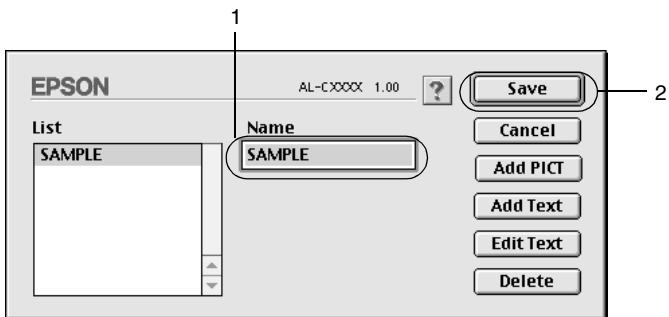 1
EPSON
AL-CXXXX 1.00
?
Save
2
List
Name
Cancel
SAMPLE
SAMPLE
Add PICT
Add Text
Edit Text
Delete